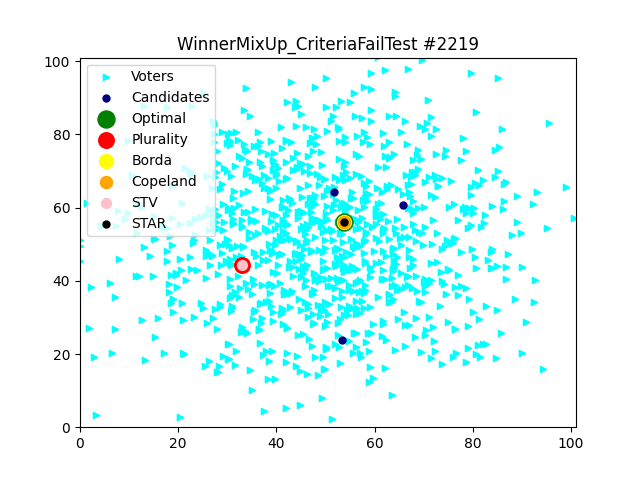 WinnerMixUp_CriteriaFailTest #2219
100
80
60
40
20
0
Voters
Candidates
Optimal
Plurality
Borda
Copeland
STV
STAR
0 20 40 60 80 100